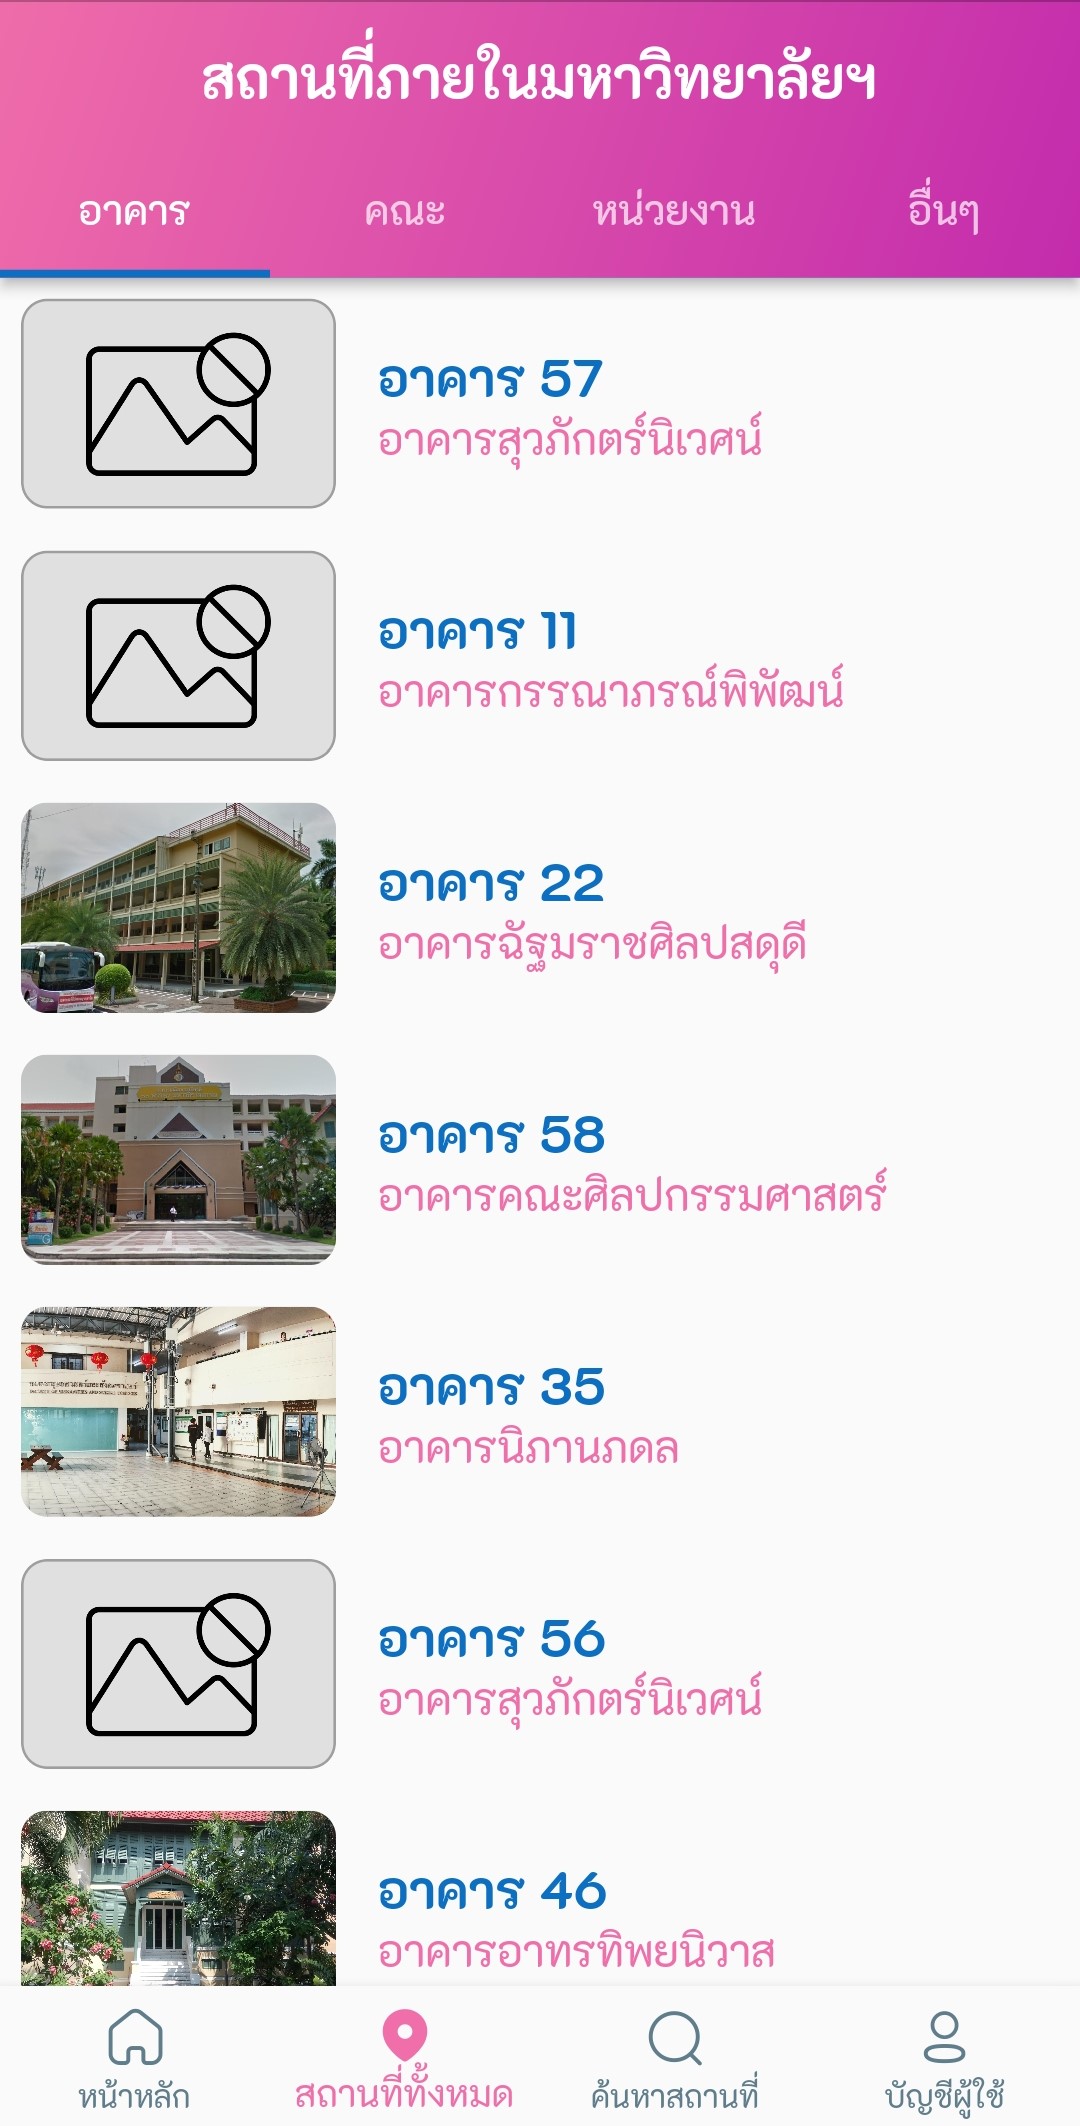 สถานที่ภายในมหาวิทยาลัยฯ
อาคาร คณะ หน่วยงาน อื่นๆ
อาคาร 57
อาคารสุวภักตร์นิเวศน์
อาคาร 11
อาคารกรรณาภรณ์พิพัฒน์
อาคาร 22
อาคารฉัฐมราชศิลปสดุดี
อาคาร 58
อาคารคณะศิลปกรรมศาสตร์
อาคาร 35
อาคารนิภานภดล
อาคาร 56
อาคารสุวภักตร์นิเวศน์
อาคาร 46
อาคารอาทรทิพยนิวาส
หน้าหลัก สถานที่ทั้งหมด ค้นหาสถานที่ บัญชีผู้ใช้